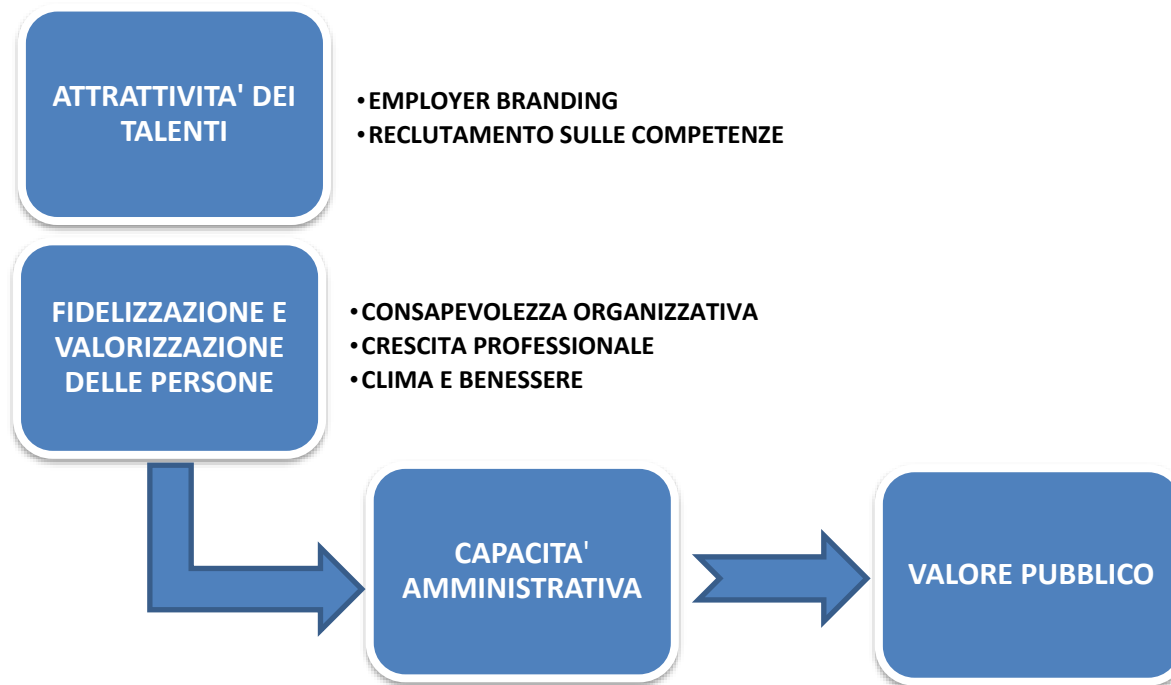 ATTRATTIVITA' DEI
TALENTI
•EMPLOYER BRANDING
•RECLUTAMENTO SULLE COMPETENZE
FIDELIZZAZIONE E
VALORIZZAZIONE
DELLE PERSONE
•CONSAPEVOLEZZA ORGANIZZATIVA
•CRESCITA PROFESSIONALE
•CLIMA E BENESSERE
CAPACITA'
AMMINISTRATIVA
VALORE PUBBLICO